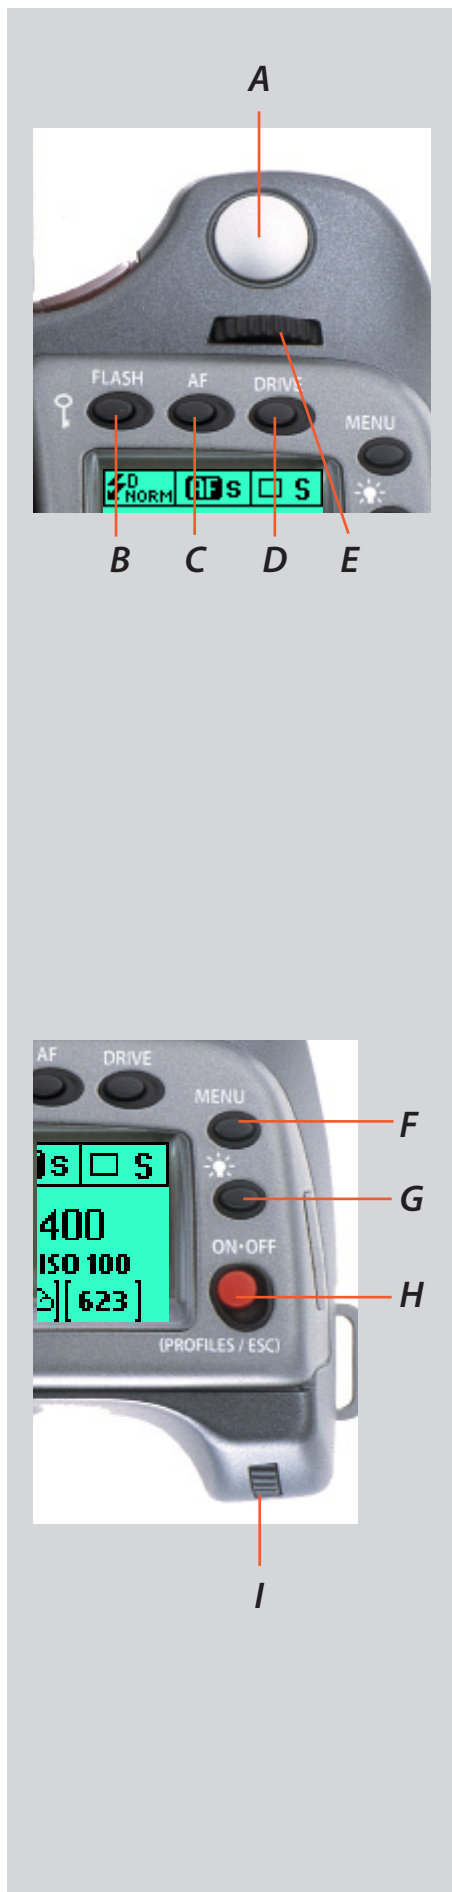 A
FLASH AF DRIVE
MENU
D
NORM AF S S
B C D E
AF DRIVE
MENU
F
S S
G
400
ON•OFF
ISO 100
H
[ 623 ]
(PROFILES / ESC)
I